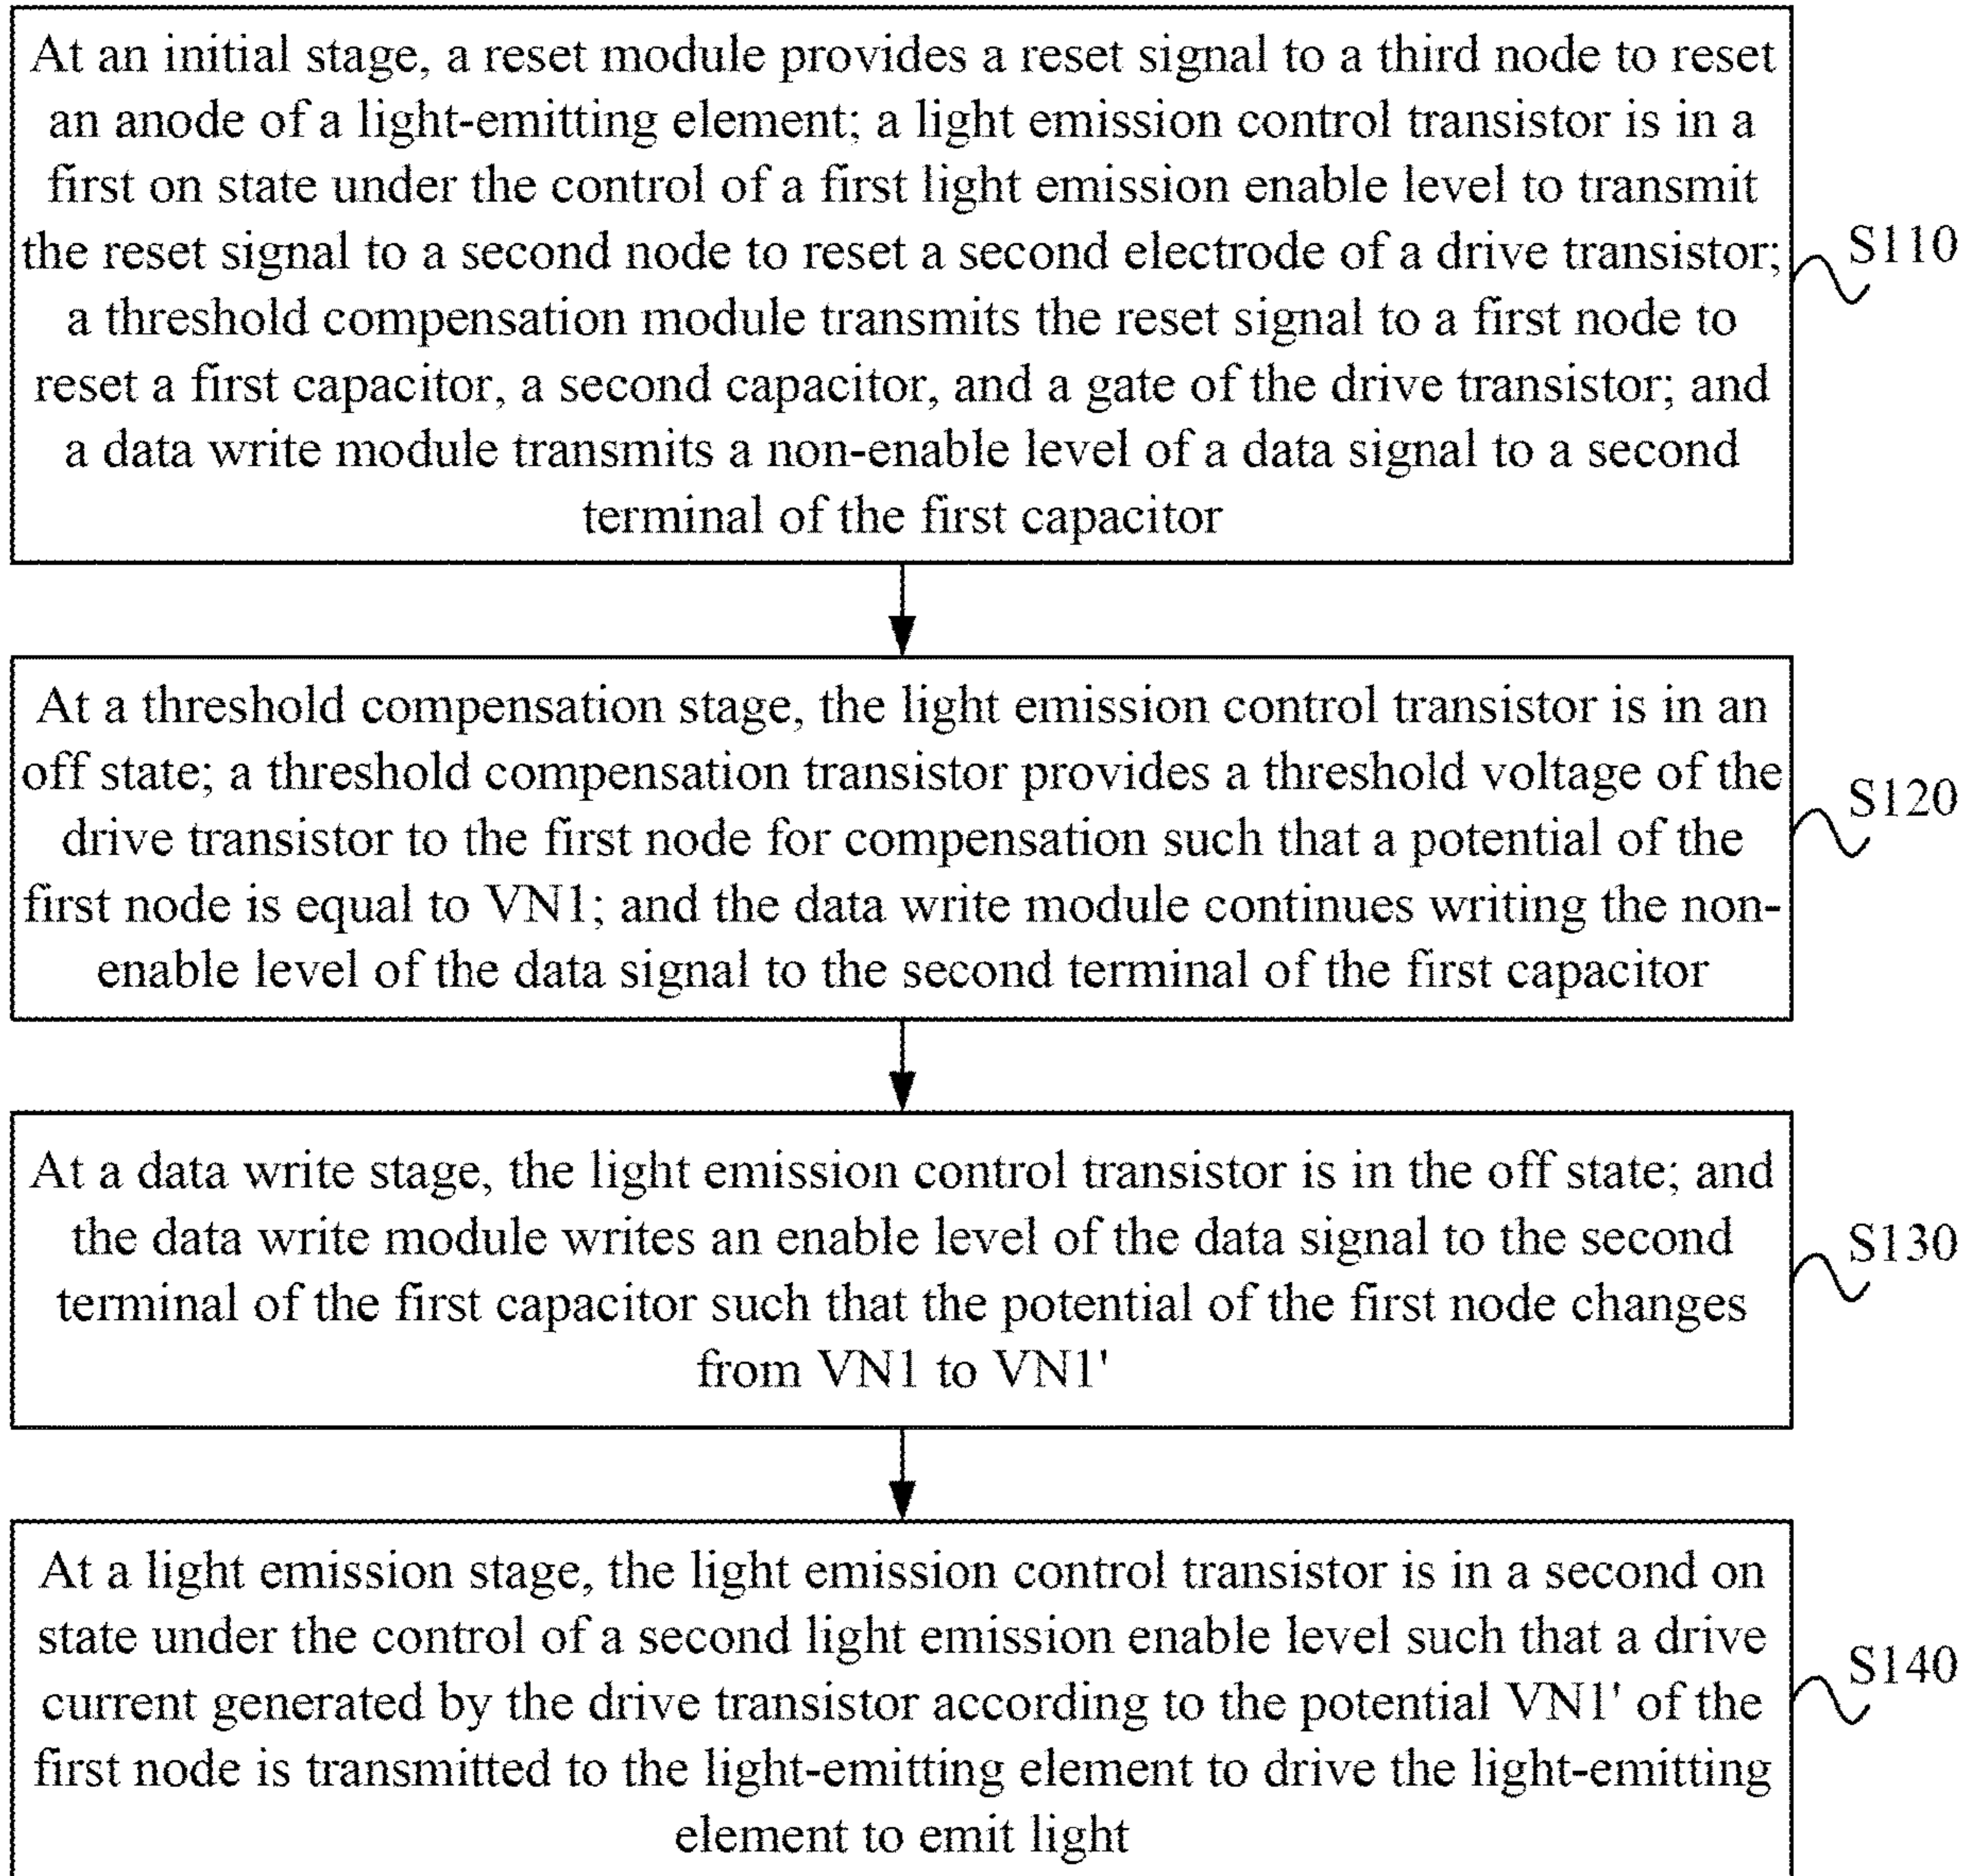 At an initial stage, a reset module provides a reset signal to a third node to reset
an anode of a light-emitting element; a light emission control transistor is in a
first on state under the control of a first light emission enable level to transmit
the reset signal to a second node to reset a second electrode of a drive transistor;
a threshold compensation module transmits the reset signal to a first node to
reset a first capacitor, a second capacitor, and a gate of the drive transistor; and
a data write module transmits a non-enable level of a data signal to a second
terminal of the first capacitor
S110
At a threshold compensation stage, the light emission control transistor is in an
off state; a threshold compensation transistor provides a threshold voltage of the
drive transistor to the first node for compensation such that a potential of the
first node is equal to VN1; and the data write module continues writing the non-
enable level of the data signal to the second terminal of the first capacitor
S120
At a data write stage, the light emission control transistor is in the off state; and
the data write module writes an enable level of the data signal to the second
terminal of the first capacitor such that the potential of the first node changes
from VN1 to VN1'
S130
At a light emission stage, the light emission control transistor is in a second on
state under the control of a second light emission enable level such that a drive
current generated by the drive transistor according to the potential VN1' of the
first node is transmitted to the light-emitting element to drive the light-emitting
element to emit light
S140